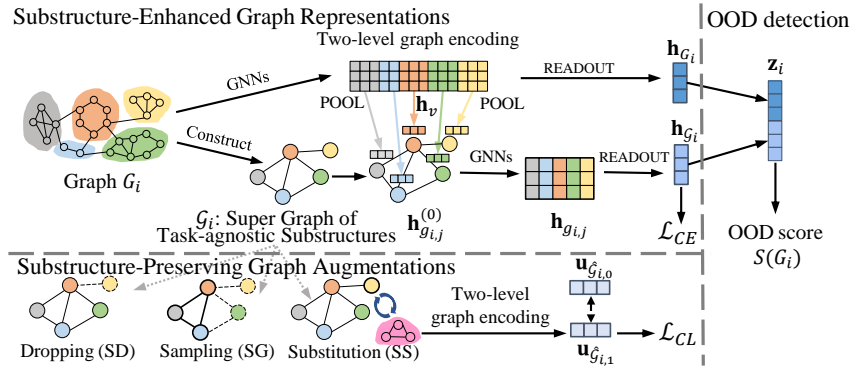 Substructure-Enhanced Graph Representations
OOD detection
Two-level graph encoding
GNNs
READOUT
𝐡_{G_i}
𝐳_i
POOL
𝐡_v
POOL
Construct
𝐡_{𝒢_i}
GNNs
READOUT
Graph G_i
𝒢_i: Super Graph of
Task-agnostic Substructures
𝐡^{(0)}_{g_{i,j}}
𝐡_{g_{i,j}}
ℒ_{CE}
OOD score
S(G_i)
Substructure-Preserving Graph Augmentations
𝐮_{𝒢̂_{i,0}}
Two-level
graph encoding
ℒ_{CL}
𝐮_{𝒢̂_{i,1}}
Dropping (SD)
Sampling (SG)
Substitution (SS)